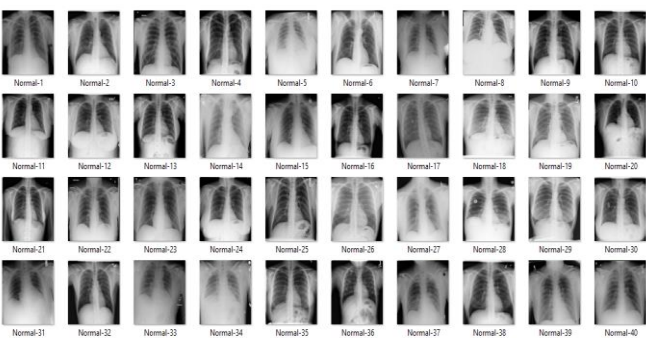 Normal-1 Normal-2 Normal-3 Normal-4 Normal-5 Normal-6 Normal-7 Normal-8 Normal-9 Normal-10
Normal-11 Normal-12 Normal-13 Normal-14 Normal-15 Normal-16 Normal-17 Normal-18 Normal-19 Normal-20
Normal-21 Normal-22 Normal-23 Normal-24 Normal-25 Normal-26 Normal-27 Normal-28 Normal-29 Normal-30
Normal-31 Normal-32 Normal-33 Normal-34 Normal-35 Normal-36 Normal-37 Normal-38 Normal-39 Normal-40